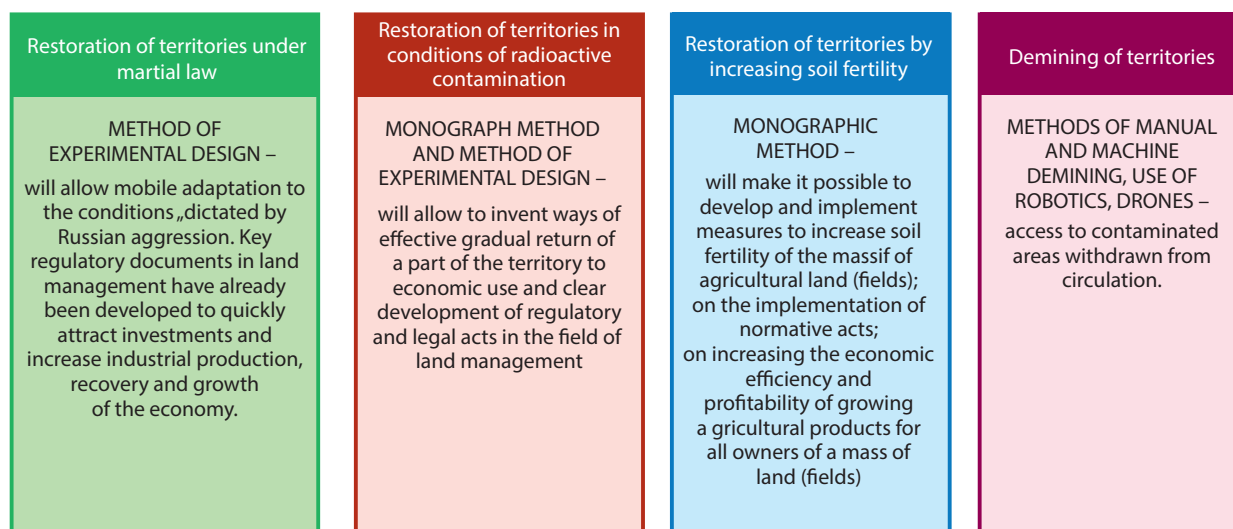 Restoration of territories under
martial law
METHOD OF
EXPERIMENTAL DESIGN –
will allow mobile adaptation to
the conditions „dictated by
Russian aggression. Key
regulatory documents in land
management have already
been developed to quickly
attract investments and
increase industrial production,
recovery and growth
of the economy.
Restoration of territories in
conditions of radioactive
contamination
MONOGRAPH METHOD
AND METHOD OF
EXPERIMENTAL DESIGN –
will allow to invent ways of
effective gradual return of
a part of the territory to
economic use and clear
development of regulatory
and legal acts in the field of
land management
Restoration of territories by
increasing soil fertility
MONOGRAPHIC
METHOD –
will make it possible to
develop and implement
measures to increase soil
fertility of the massif of
agricultural land (fields);
on the implementation of
normative acts;
on increasing the economic
efficiency and
profitability of growing
a gricultural products for
all owners of a mass of
land (fields)
Demining of territories
METHODS OF MANUAL
AND MACHINE
DEMINING, USE OF
ROBOTICS, DRONES –
access to contaminated
areas withdrawn from
circulation.